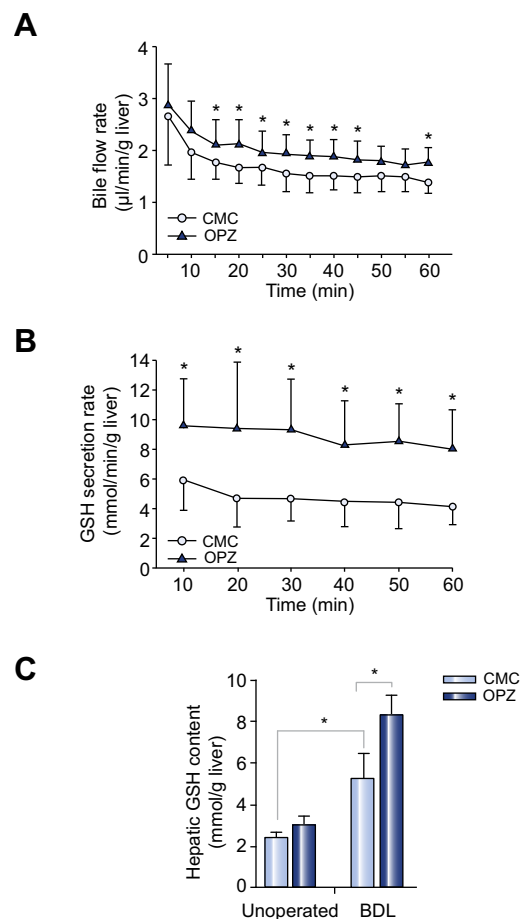 A
Bile flow rate
(µl/min/g liver)
4
3
2
1
0
* * * * * * * *
CMC
OPZ
10 20 30 40 50 60
Time (min)
B
GSH secretion rate
(mmol/min/g liver)
14
12
10
8
6
4
2
0
* * * * * *
CMC
OPZ
10 20 30 40 50 60
Time (min)
C
Hepatic GSH content
(mmol/g liver)
10
8
6
4
2
0
*
*
CMC
OPZ
Unoperated BDL